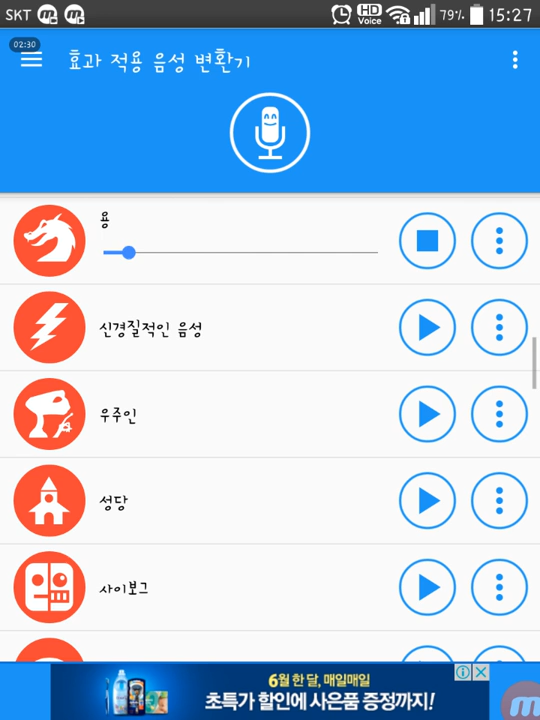 SKT HD Voice 79% 15:27
02:30
효과 적용 음성 변환기
용
신경질적인 음성
우주인
성당
사이보그
6월 한 달, 매일매일
초특가 할인에 사은품 증정까지!